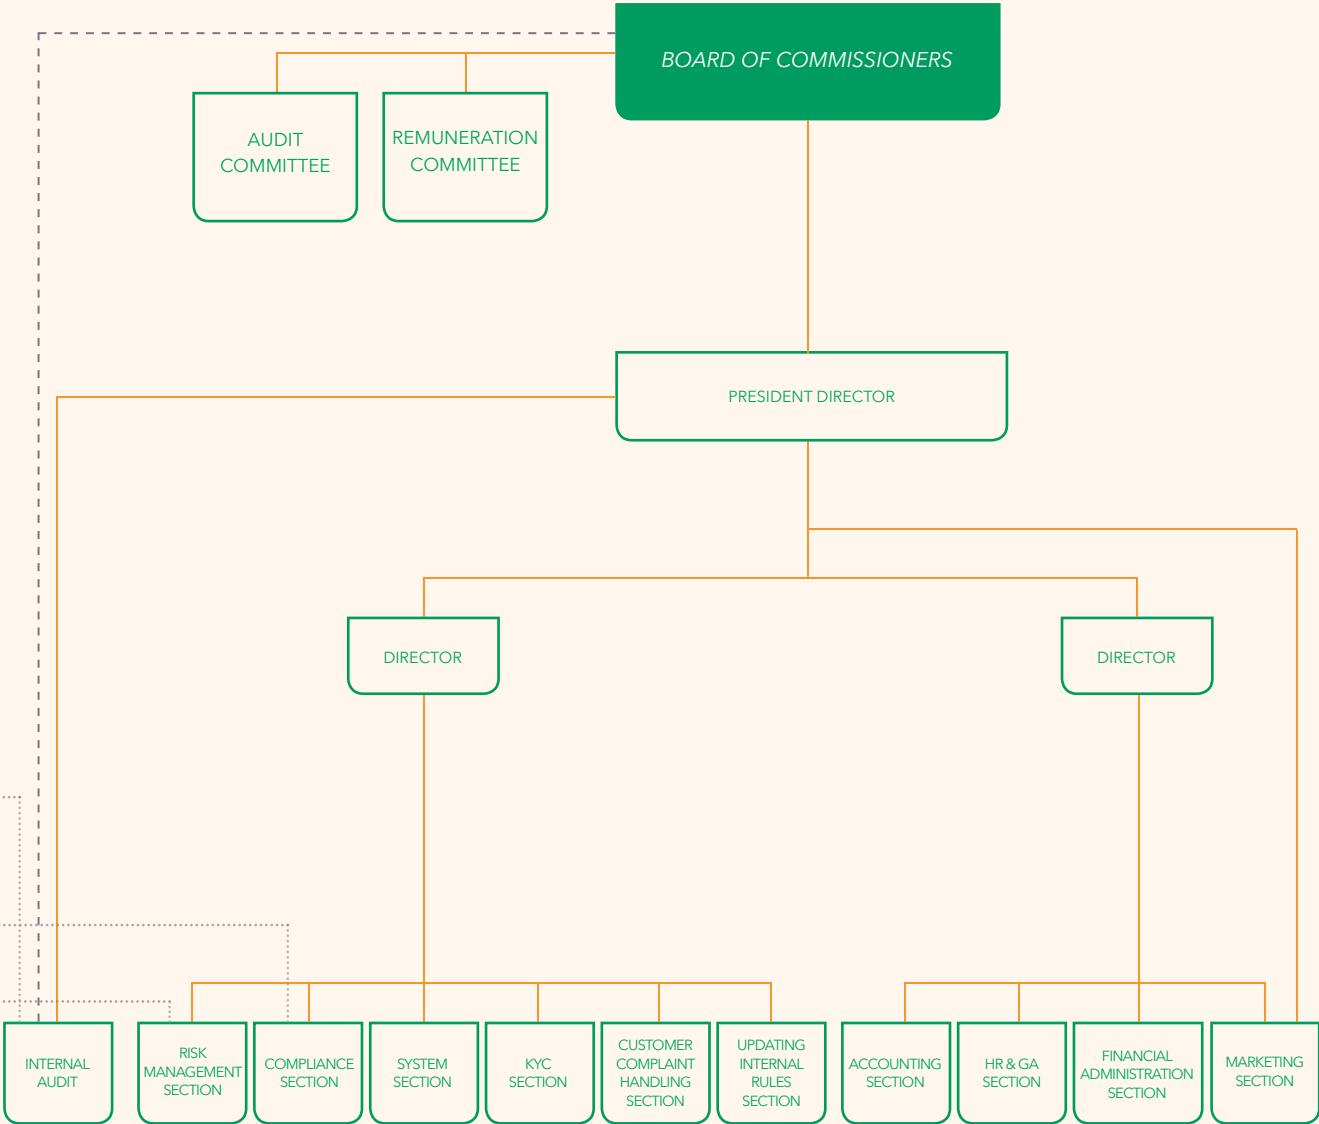 BOARD OF COMMISSIONERS
AUDIT
COMMITTEE
REMUNERATION
COMMITTEE
PRESIDENT DIRECTOR
DIRECTOR
DIRECTOR
INTERNAL
AUDIT
RISK
MANAGEMENT
SECTION
COMPLIANCE
SECTION
SYSTEM
SECTION
KYC
SECTION
CUSTOMER
COMPLAINT
HANDLING
SECTION
UPDATING
INTERNAL
RULES
SECTION
ACCOUNTING
SECTION
HR & GA
SECTION
FINANCIAL
ADMINISTRATION
SECTION
MARKETING
SECTION